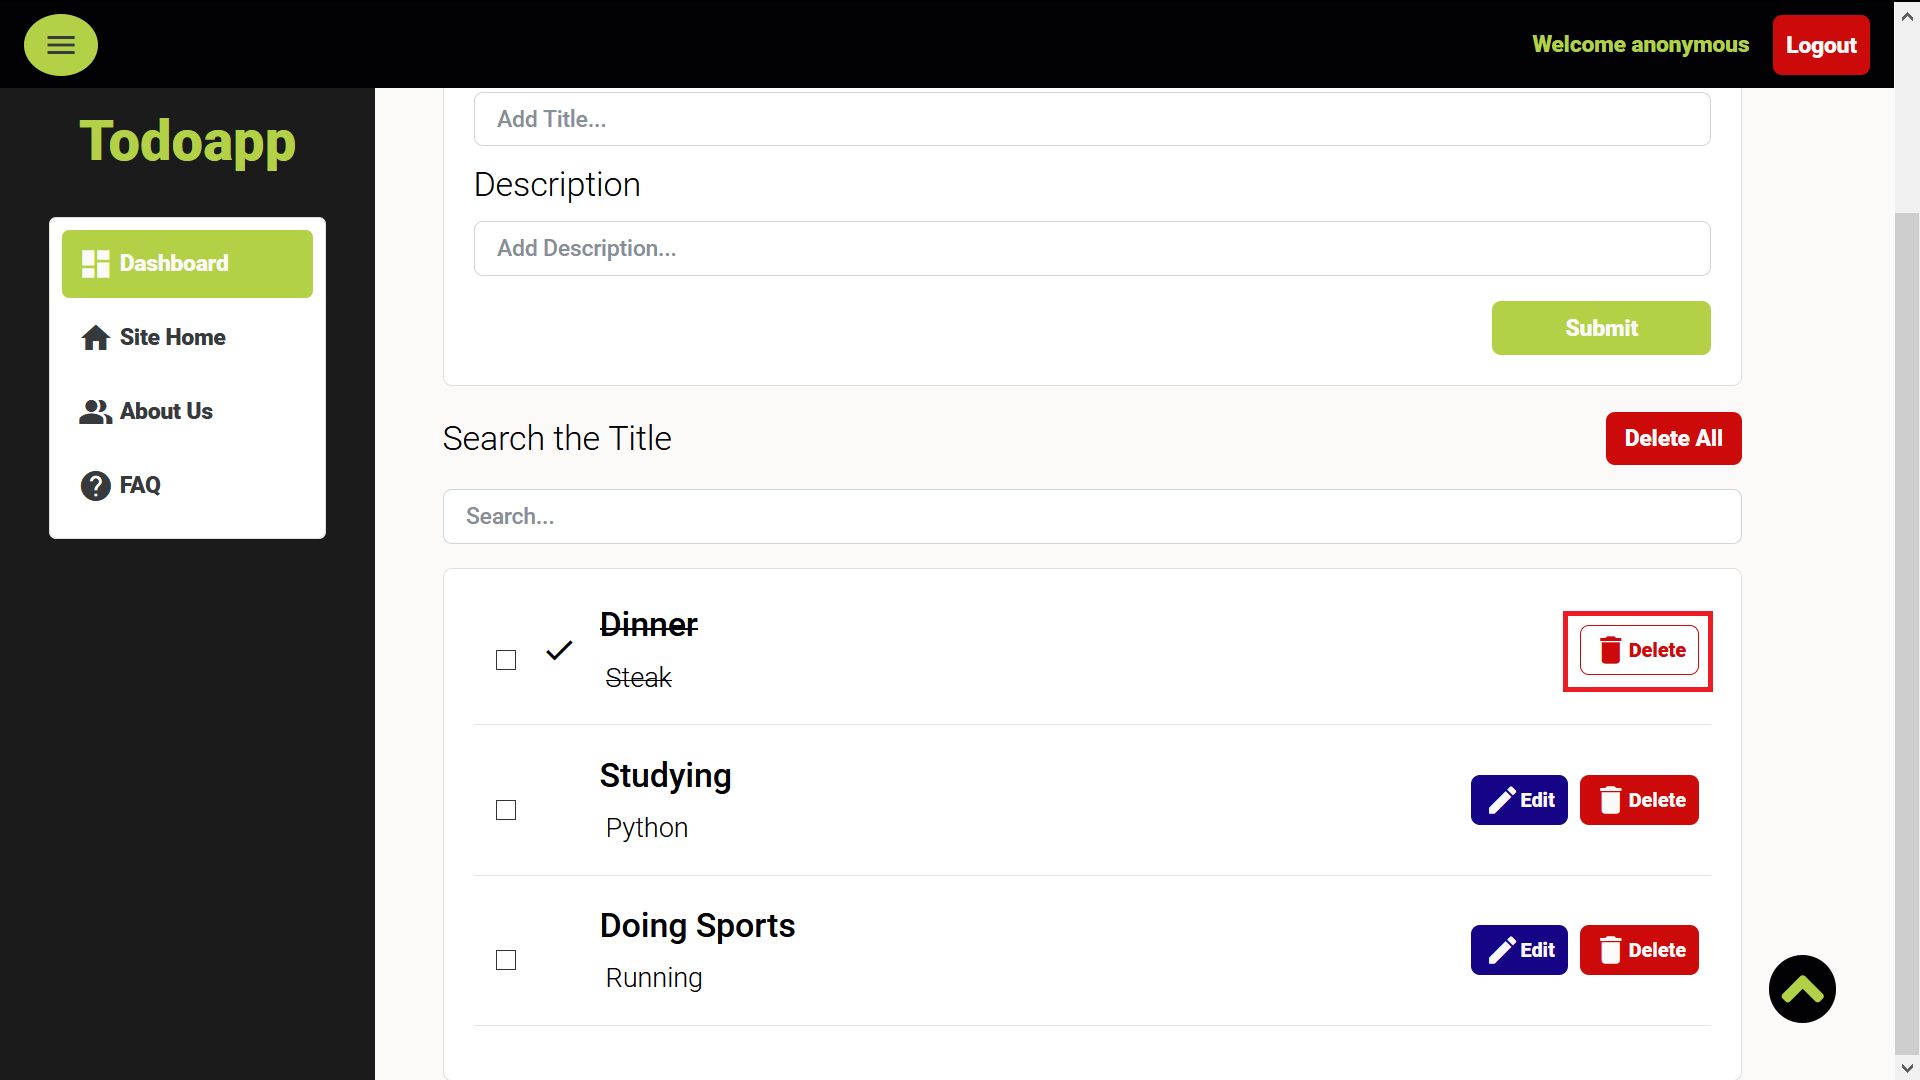 Welcome anonymous
Logout
Todoapp
Dashboard
Site Home
About Us
FAQ
Add Title...
Description
Add Description...
Submit
Search the Title
Delete All
Search...
Dinner
Steak
Delete
Studying
Python
Edit
Delete
Doing Sports
Running
Edit
Delete